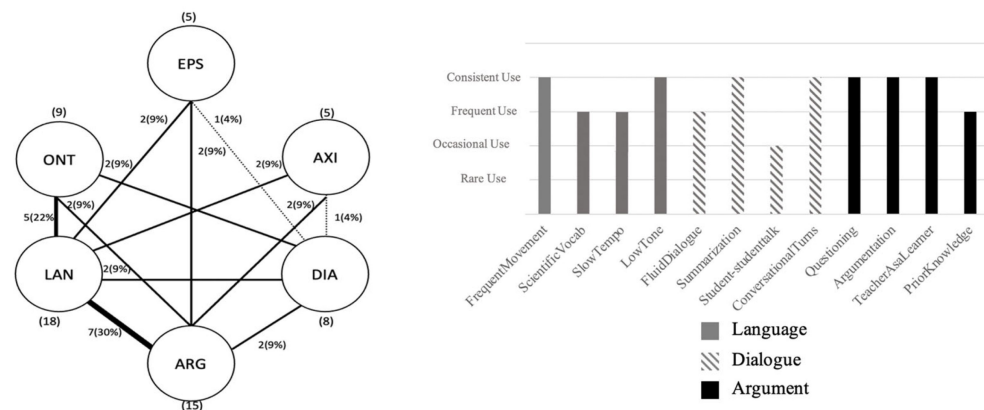 (5)
EPS
2(9%)
1(4%)
(9)
(5)
ONT
2(9%)
2(9%)
2(9%)
AXI
2(9%)
2(9%)
5(22%)
1(4%)
LAN
2(9%)
DIA
(18)
(8)
7(30%)
2(9%)
ARG
(15)
Consistent Use
Frequent Use
Occasional Use
Rare Use
FrequentMovement
ScientificVocab
SlowTempo
LowTone
FluidDialogue
Summarization
Student-studenttalk
ConversationalTurns
Questioning
Argumentation
TeacherAsaLearner
PriorKnowledge
Language
Dialogue
Argument